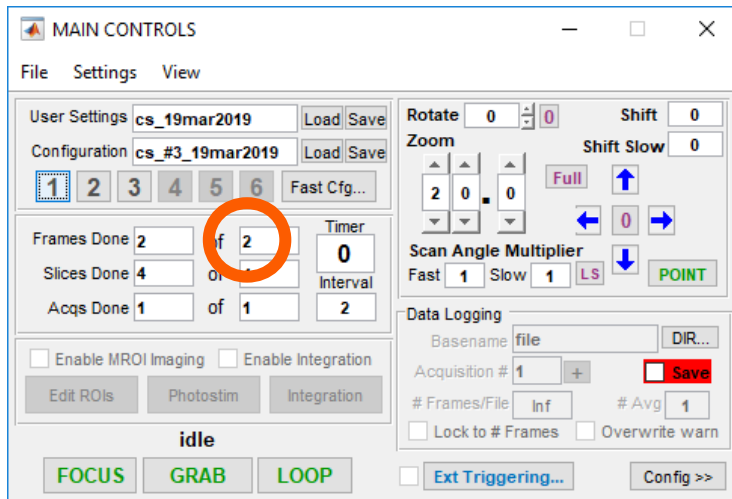 MAIN CONTROLS
File Settings View
User Settings cs_19mar2019 Load Save
Configuration cs_#3_19mar2019 Load Save
1 2 3 4 5 6 Fast Cfg...
Frames Done 2 of 2
Slices Done 4 of
Acqs Done 1 of 1
Timer
0
Interval
2
Enable MROI Imaging Enable Integration
Edit ROIs Photostim Integration
idle
FOCUS GRAB LOOP
Rotate 0 0 Shift 0
Zoom Shift Slow 0
2 0 . 0 Full
0
Scan Angle Multiplier
Fast 1 Slow 1 LS POINT
Data Logging
Basename file DIR...
Acquisition # 1 + Save
# Frames/File Inf # Avg 1
Lock to # Frames Overwrite warn
Ext Triggering... Config >>